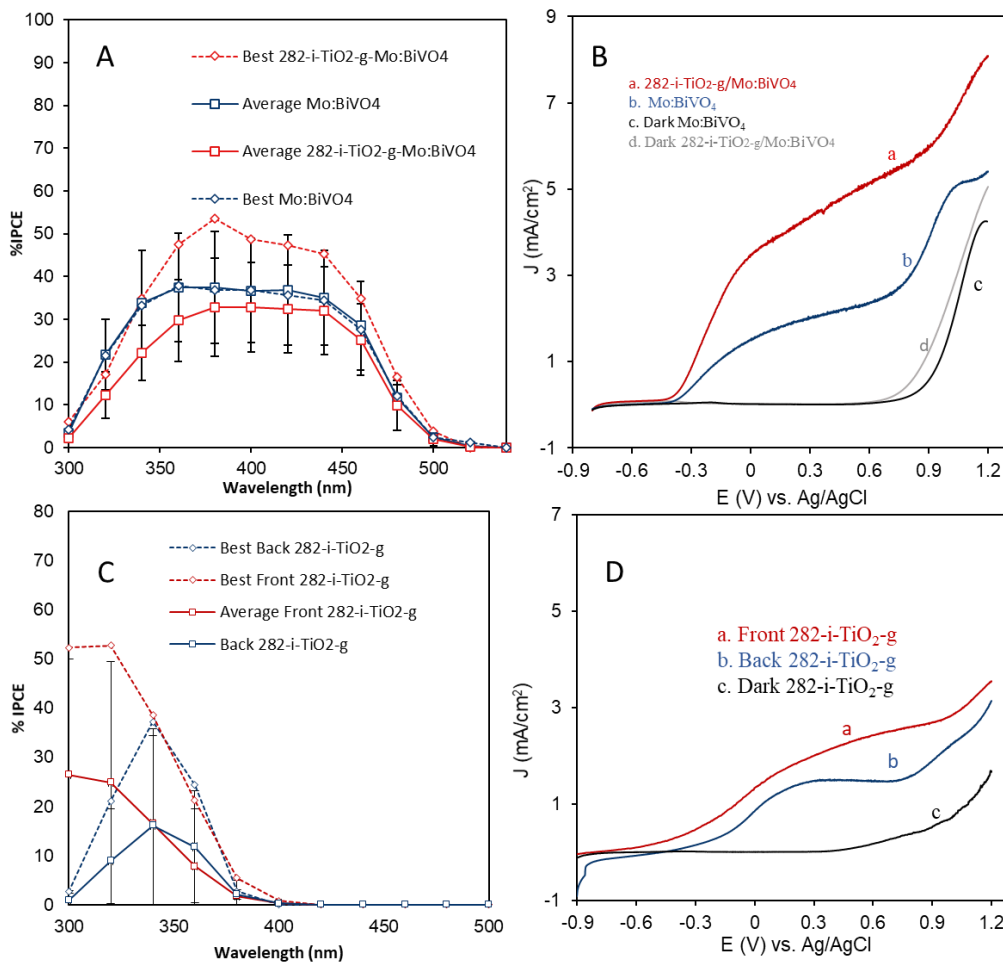 A
100
90
80
70
60
50
40
30
20
10
0
%IPCE
Best 282-i-TiO2-g-Mo:BiVO4
Average Mo:BiVO4
Average 282-i-TiO2-g-Mo:BiVO4
Best Mo:BiVO4
300
350
400
450
500
Wavelength (nm)
B
9
7
5
3
1
-1
J (mA/cm²)
a. 282-i-TiO₂-g/Mo:BiVO₄
b. Mo:BiVO₄
c. Dark Mo:BiVO₄
d. Dark 282-i-TiO₂-g/Mo:BiVO₄
a
b
c
d
-0.9
-0.6
-0.3
0
0.3
0.6
0.9
1.2
E (V) vs. Ag/AgCl
C
80
70
60
50
40
30
20
10
0
% IPCE
Best Back 282-i-TiO2-g
Best Front 282-i-TiO2-g
Average Front 282-i-TiO2-g
Back 282-i-TiO2-g
300
350
400
450
500
Wavelength (nm)
D
7
5
3
1
-1
J (mA/cm²)
a. Front 282-i-TiO₂-g
b. Back 282-i-TiO₂-g
c. Dark 282-i-TiO₂-g
a
b
c
-0.9
-0.6
-0.3
0
0.3
0.6
0.9
1.2
E (V) vs. Ag/AgCl